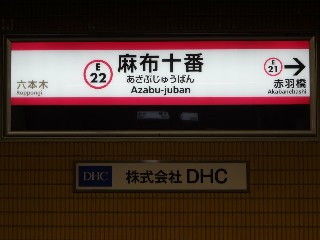 六本木
Roppongi
E
22
麻布十番
あざぶじゅうばん
Azabu-juban
E
21
赤羽橋
Akabanebashi
DHC 株式会社 DHC